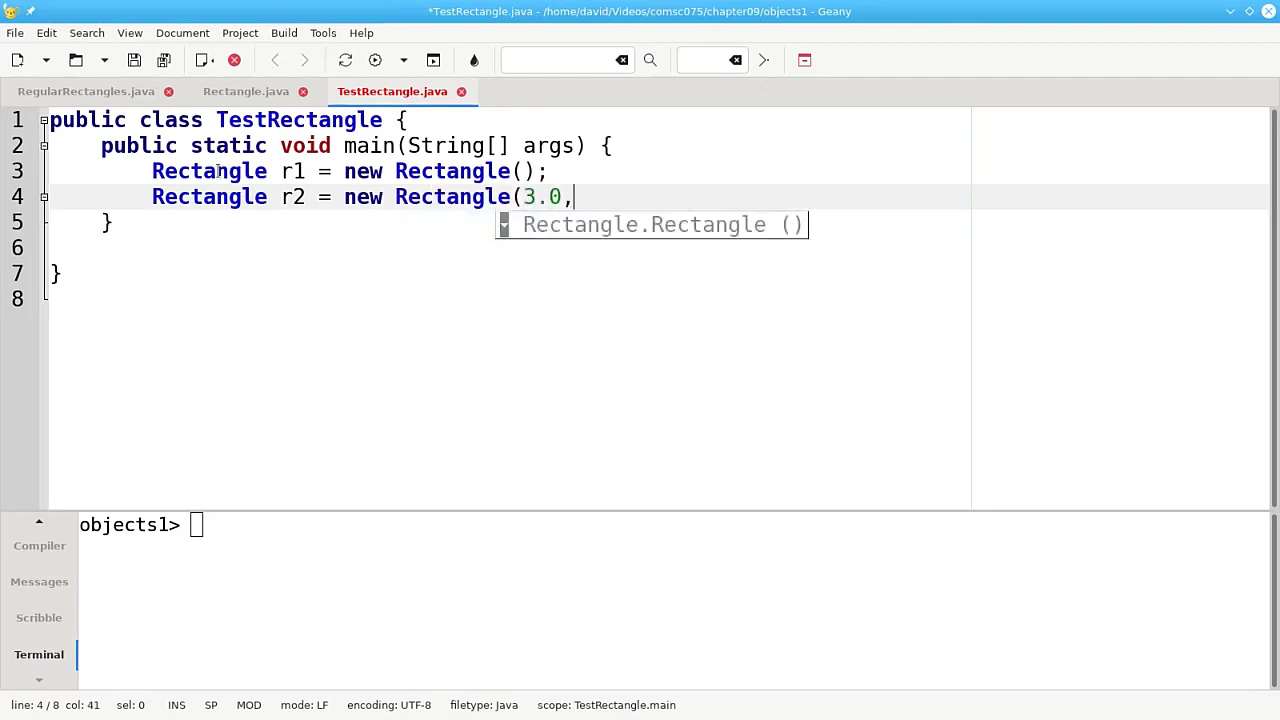 *TestRectangle.java - /home/david/Videos/comsc075/chapter09/objects1 - Geany
File Edit Search View Document Project Build Tools Help
RegularRectangles.java Rectangle.java TestRectangle.java
1 public class TestRectangle {
2 public static void main(String[] args) {
3 Rectangle r1 = new Rectangle();
4 Rectangle r2 = new Rectangle(3.0,
5 }
Rectangle.Rectangle ()
6
7 }
8
objects1>
Compiler
Messages
Scribble
Terminal
line: 4 / 8 col: 41 sel: 0 INS SP MOD mode: LF encoding: UTF-8 filetype: Java scope: TestRectangle.main